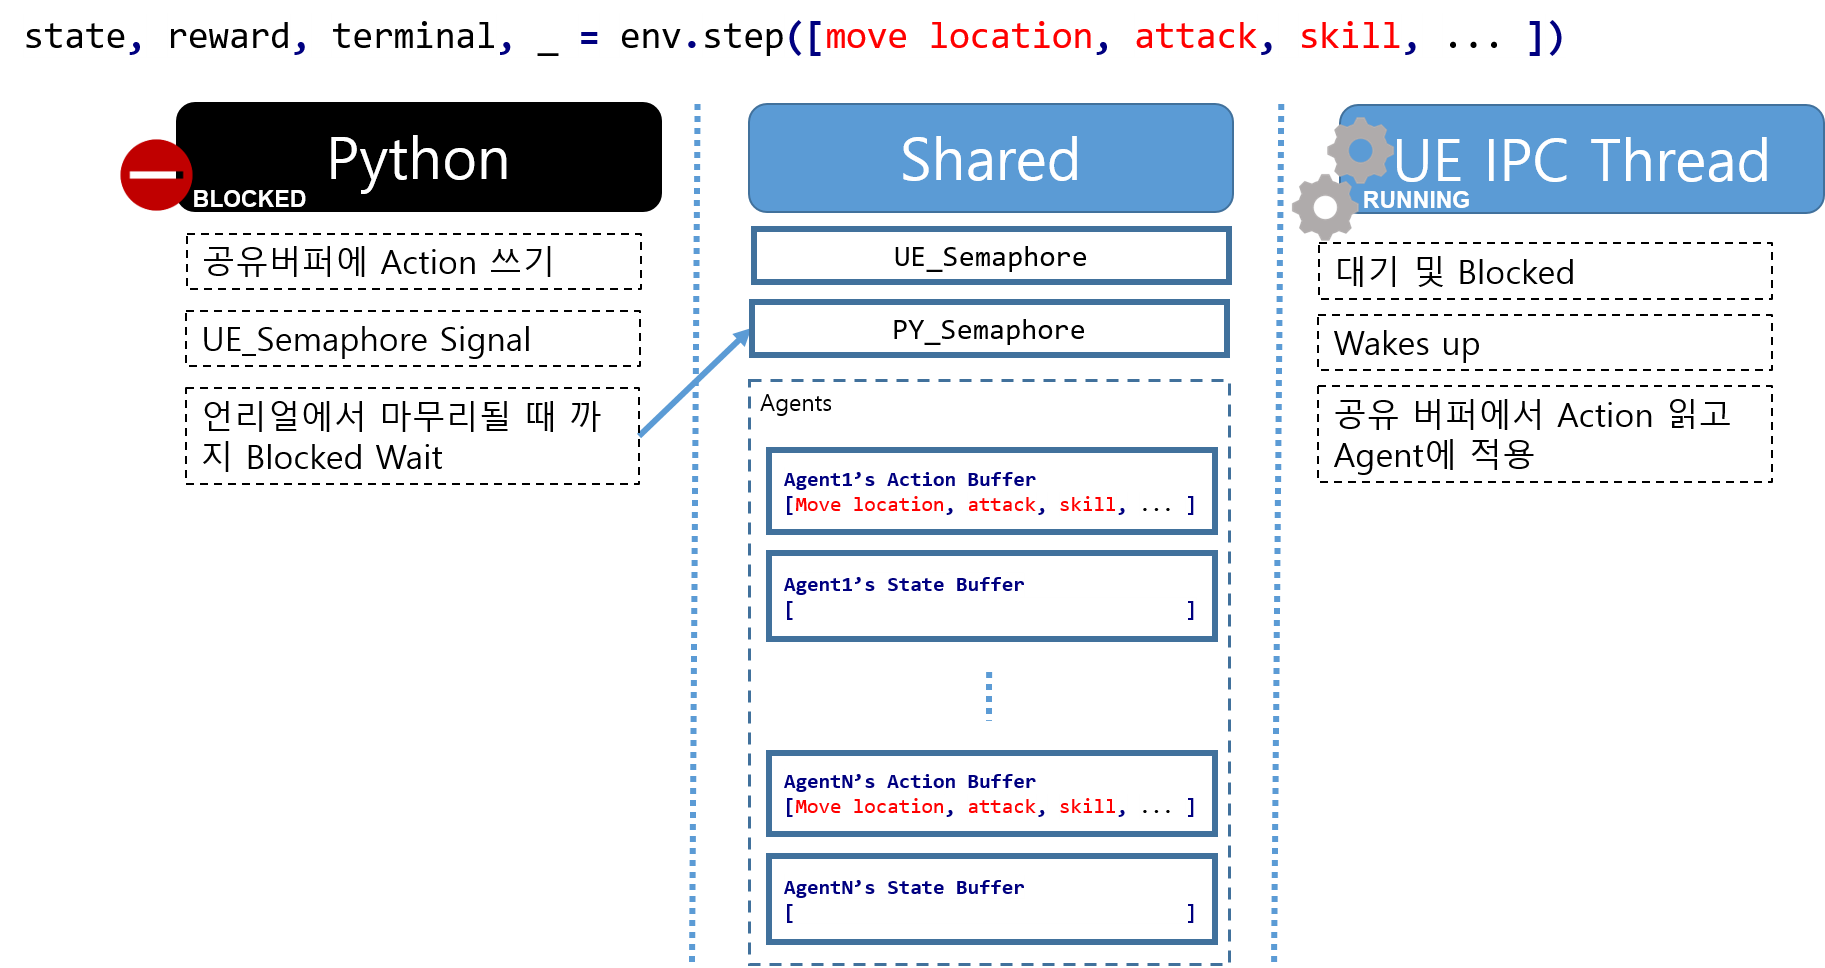 state, reward, terminal, _ = env.step([move location, attack, skill, ... ])
Python
BLOCKED
공유버퍼에 Action 쓰기
UE_Semaphore Signal
언리얼에서 마무리될 때 까
지 Blocked Wait
Shared
UE_Semaphore
PY_Semaphore
Agents
Agent1’s Action Buffer
[Move location, attack, skill, ... ]
Agent1’s State Buffer
[ ]
AgentN’s Action Buffer
[Move location, attack, skill, ... ]
AgentN’s State Buffer
[ ]
UE IPC Thread
RUNNING
대기 및 Blocked
Wakes up
공유 버퍼에서 Action 읽고
Agent에 적용